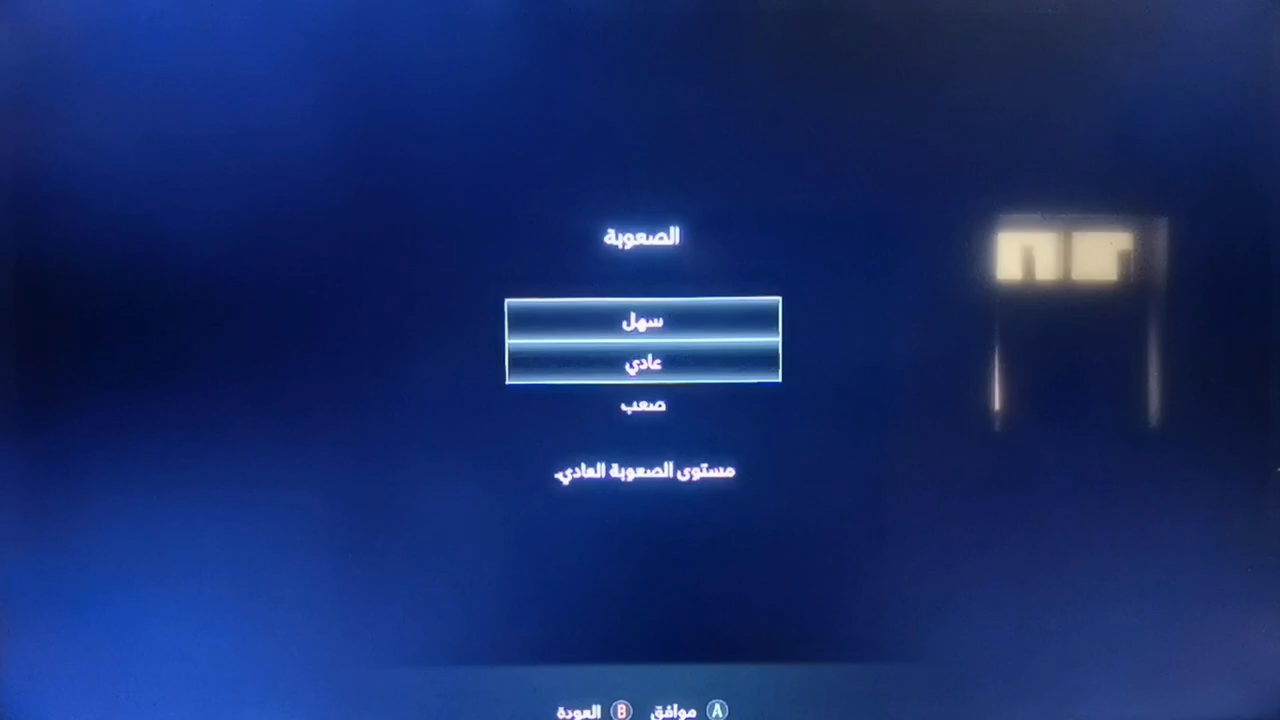 الصعوبة
سهل
عادي
صعب
مستوى الصعوبة العادي.
A موافق B العودة